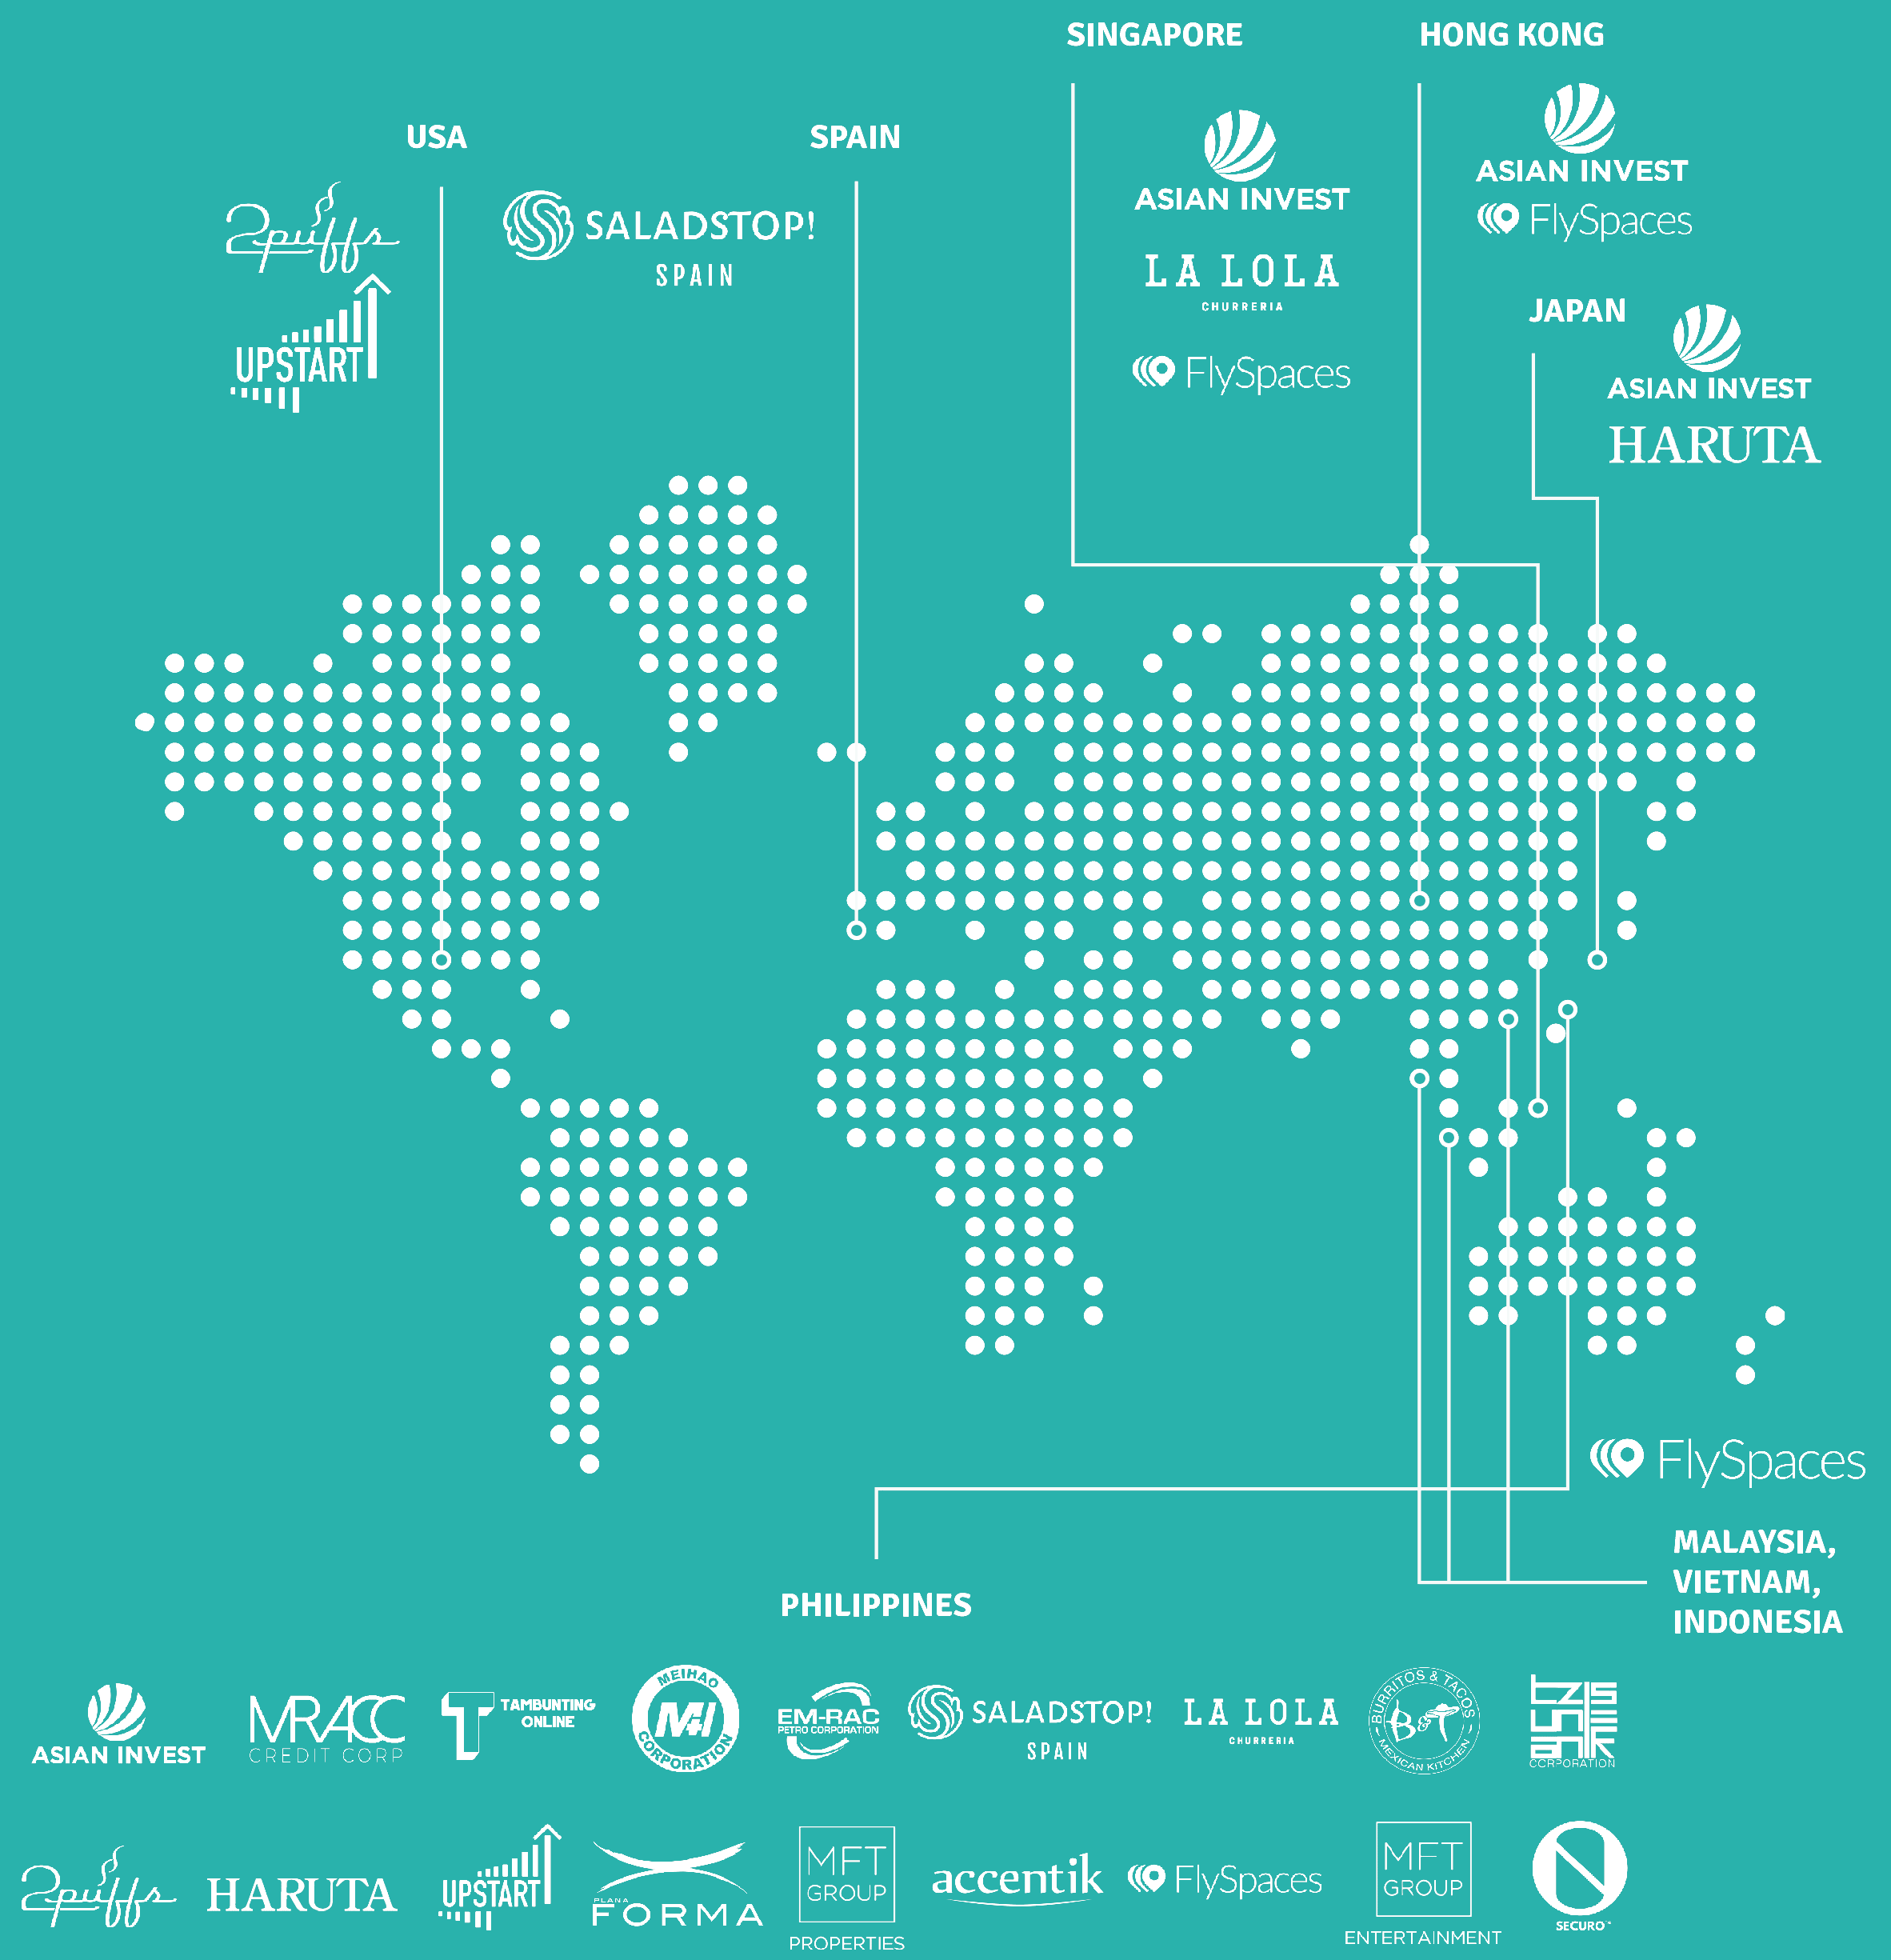 SINGAPORE
HONG KONG
USA
SPAIN
ASIAN INVEST
FlySpaces
2puffs
UPSTART
SALADSTOP!
SPAIN
ASIAN INVEST
LA LOLA
CHURRERIA
FlySpaces
JAPAN
ASIAN INVEST
HARUTA
FlySpaces
MALAYSIA,
VIETNAM,
INDONESIA
PHILIPPINES
ASIAN INVEST
MRACC
CREDIT CORP
TAMBUNTING
ONLINE
MEIHAO
CORPORATION
EM-RAC
PETRO CORPORATION
SALADSTOP!
SPAIN
LA LOLA
CHURRERIA
BURRITOS & TACOS
B&T
MEXICAN KITCHEN
CORPORATION
2puffs
HARUTA
UPSTART
PLANA
FORMA
MFT
GROUP
PROPERTIES
accentik
FlySpaces
MFT
GROUP
ENTERTAINMENT
SECURO™